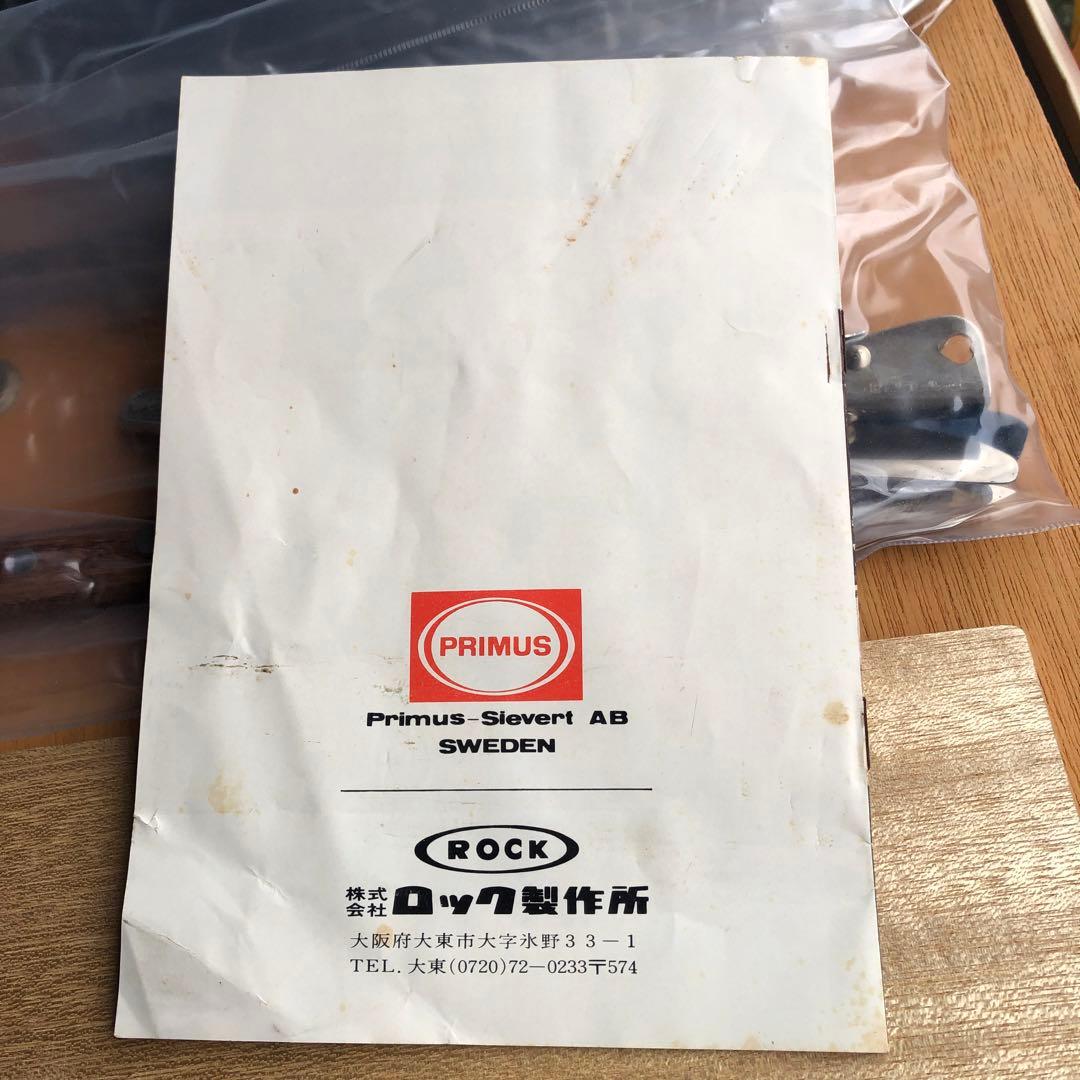 PRIMUS
Primus-Sievert AB
SWEDEN
ROCK
株式会社 ロック製作所
大阪府大東市大字氷野33-1
TEL. 大東(0720)72-0233〒574